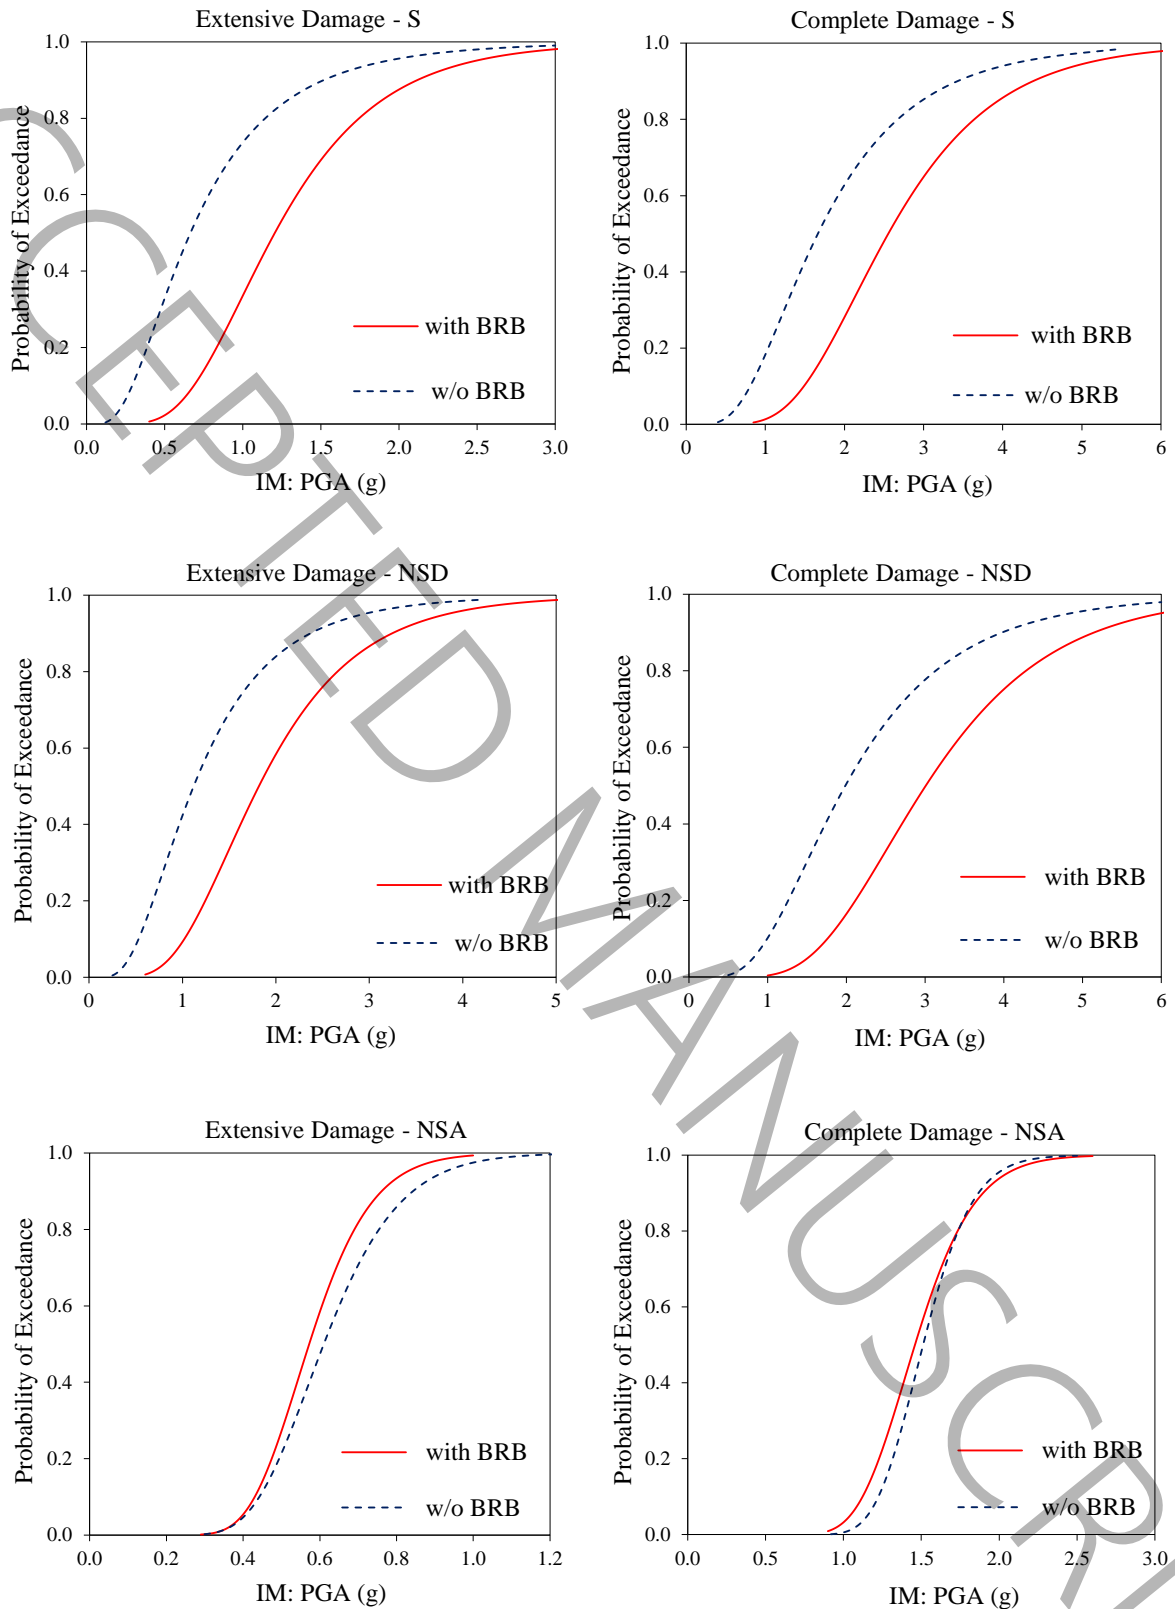 Extensive Damage - S
Complete Damage - S
Probability of Exceedance
1.0
0.8
0.6
0.4
0.2
0.0
0.0 0.5 1.0 1.5 2.0 2.5 3.0
IM: PGA (g)
with BRB
w/o BRB
Probability of Exceedance
1.0
0.8
0.6
0.4
0.2
0.0
0 1 2 3 4 5 6
IM: PGA (g)
with BRB
w/o BRB
Extensive Damage - NSD
Complete Damage - NSD
Probability of Exceedance
1.0
0.8
0.6
0.4
0.2
0.0
0 1 2 3 4 5
IM: PGA (g)
with BRB
w/o BRB
Probability of Exceedance
1.0
0.8
0.6
0.4
0.2
0.0
0 1 2 3 4 5 6
IM: PGA (g)
with BRB
w/o BRB
Extensive Damage - NSA
Complete Damage - NSA
Probability of Exceedance
1.0
0.8
0.6
0.4
0.2
0.0
0.0 0.2 0.4 0.6 0.8 1.0 1.2
IM: PGA (g)
with BRB
w/o BRB
Probability of Exceedance
1.0
0.8
0.6
0.4
0.2
0.0
0.0 0.5 1.0 1.5 2.0 2.5 3.0
IM: PGA (g)
with BRB
w/o BRB
CCEPTED MANUSCRI